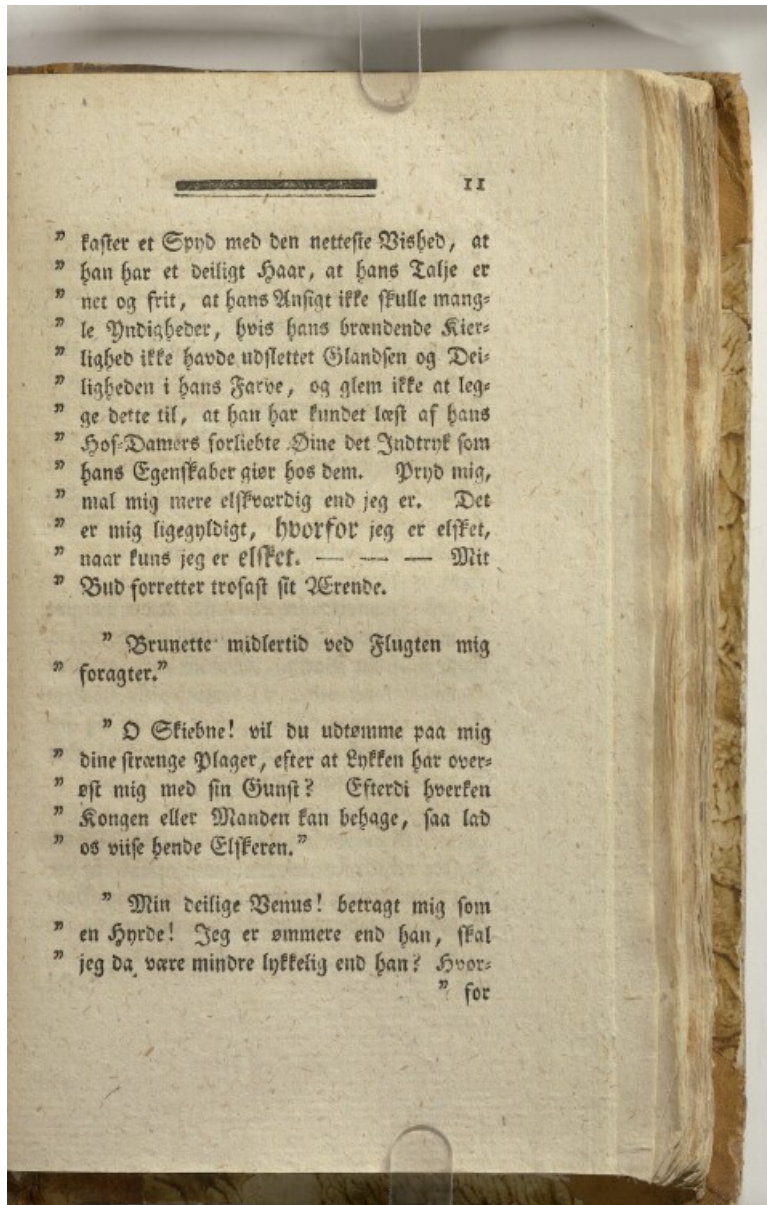 11
” kaster et Spyd med den netteste Vished, at
” han har et deiligt Haar, at hans Talje er
” net og frit, at hans Ansigt ikke skulle mang-
” le Yndigheder, hvis hans brændende Kier-
” lighed ikke havde udslettet Glandsen og Dei-
” ligheden i hans Farve, og glem ikke at leg-
” ge dette til, at han har kundet læst af hans
” Hof-Damers forliebte Øine det Indtryk som
” hans Egenskaber giør hos dem. Pryd mig,
” mal mig mere elskværdig end jeg er. Det
” er mig ligegyldigt, hvorfor jeg er elsket,
” naar kuns jeg er elsket. — — — Mit
” Bud forretter trofast sit Ærende.
” Brunette midlertid ved Flugten mig
” foragter.”
” O Skiebne! vil du udtømme paa mig
” dine strænge Plager, efter at Lykken har over-
” øst mig med sin Gunst? Efterdi hverken
” Kongen eller Manden kan behage, saa lad
” os viise hende Elskeren.”
” Min deilige Venus! betragt mig som
” en Hyrde! Jeg er ømmere end han, skal
” jeg da være mindre lykkelig end han? Hvor-
” for